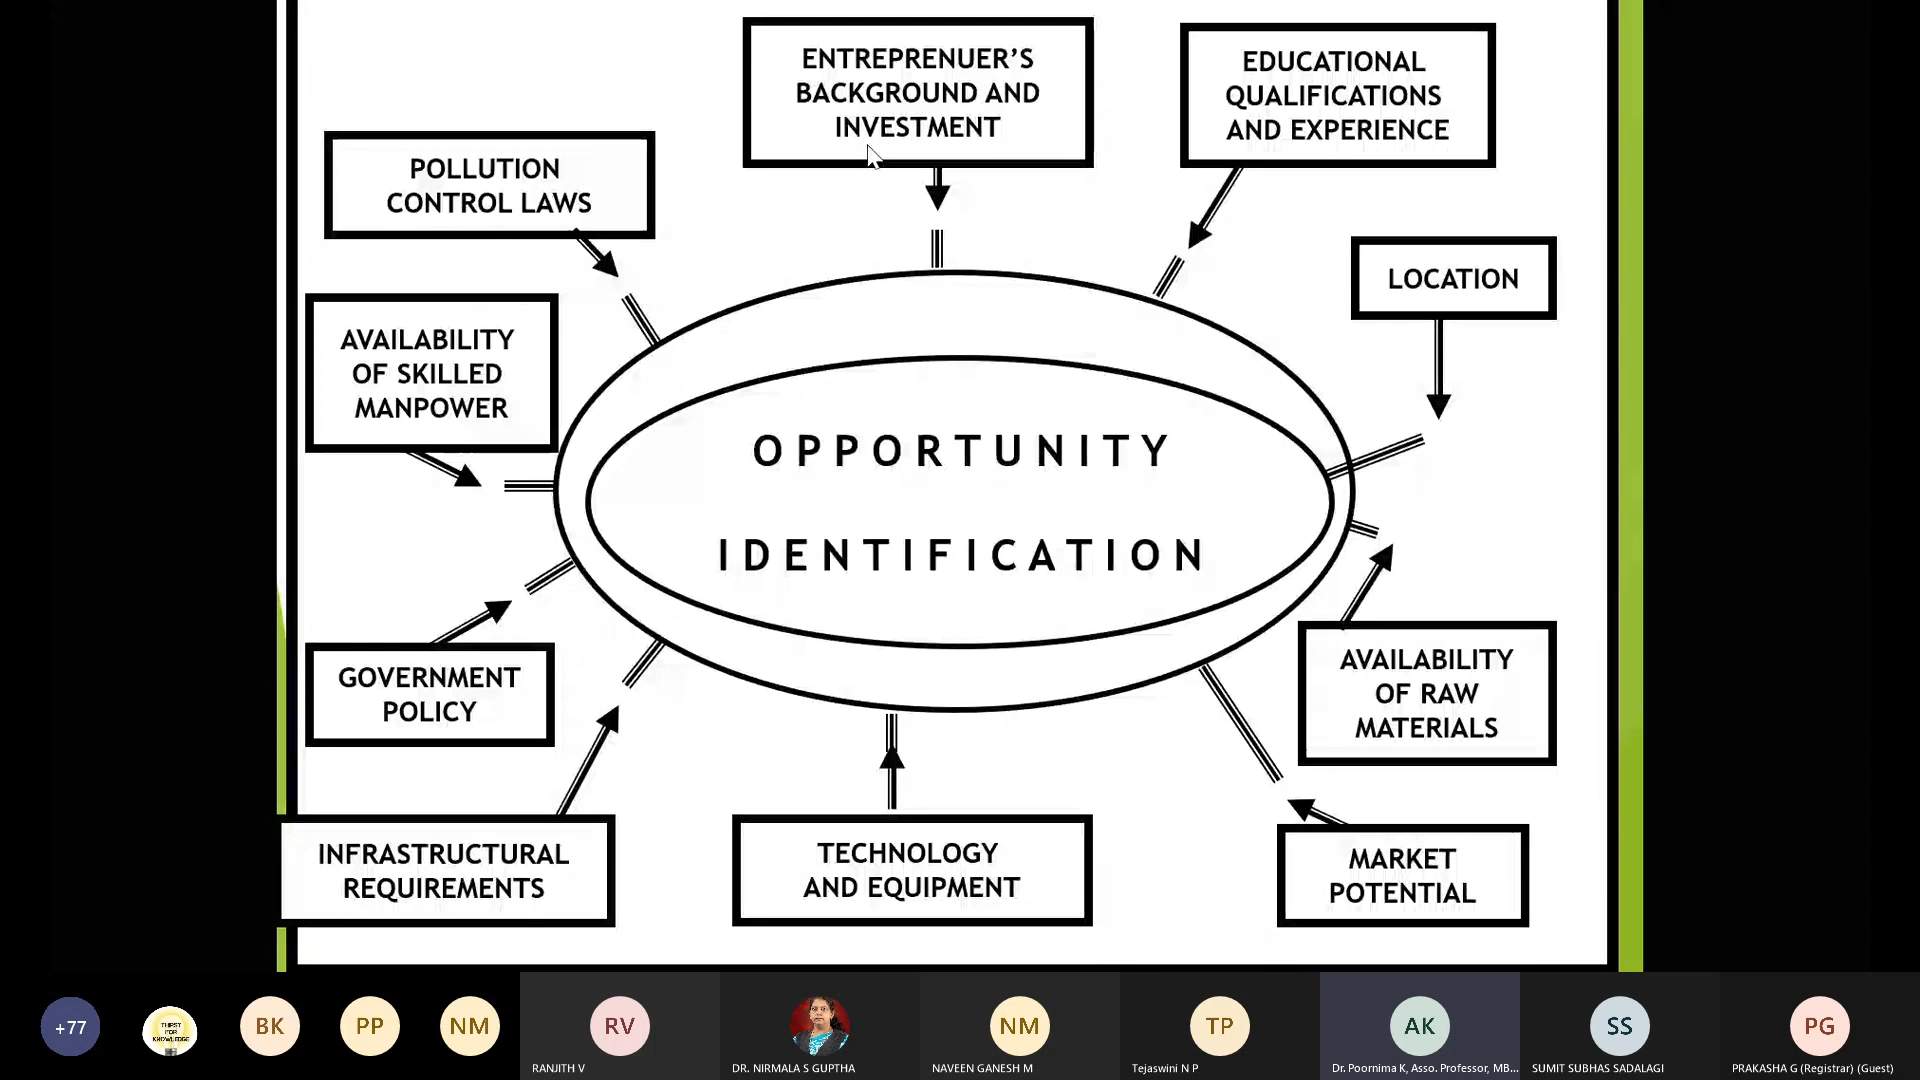 ENTREPRENUER'S
BACKGROUND AND
INVESTMENT
EDUCATIONAL
QUALIFICATIONS
AND EXPERIENCE
POLLUTION
CONTROL LAWS
LOCATION
AVAILABILITY
OF SKILLED
MANPOWER
OPPORTUNITY
IDENTIFICATION
GOVERNMENT
POLICY
AVAILABILITY
OF RAW
MATERIALS
INFRASTRUCTURAL
REQUIREMENTS
TECHNOLOGY
AND EQUIPMENT
MARKET
POTENTIAL
+77
THIRST
FOR
KNOWLEDGE
BK
PP
NM
RV
NM
TP
AK
SS
PG
RANJITH V
DR. NIRMALA S GUPTHA
NAVEEN GANESH M
Tejaswini N P
Dr. Poornima K, Asso. Professor, MB...
SUMIT SUBHAS SADALAGI
PRAKASHA G (Registrar) (Guest)